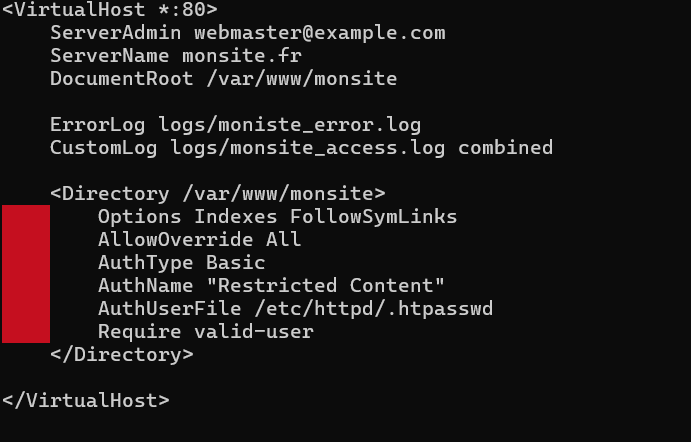 <VirtualHost *:80>
ServerAdmin webmaster@example.com
ServerName monsite.fr
DocumentRoot /var/www/monsite
ErrorLog logs/moniste_error.log
CustomLog logs/monsite_access.log combined
<Directory /var/www/monsite>
Options Indexes FollowSymLinks
AllowOverride All
AuthType Basic
AuthName "Restricted Content"
AuthUserFile /etc/httpd/.htpasswd
Require valid-user
</Directory>
</VirtualHost>